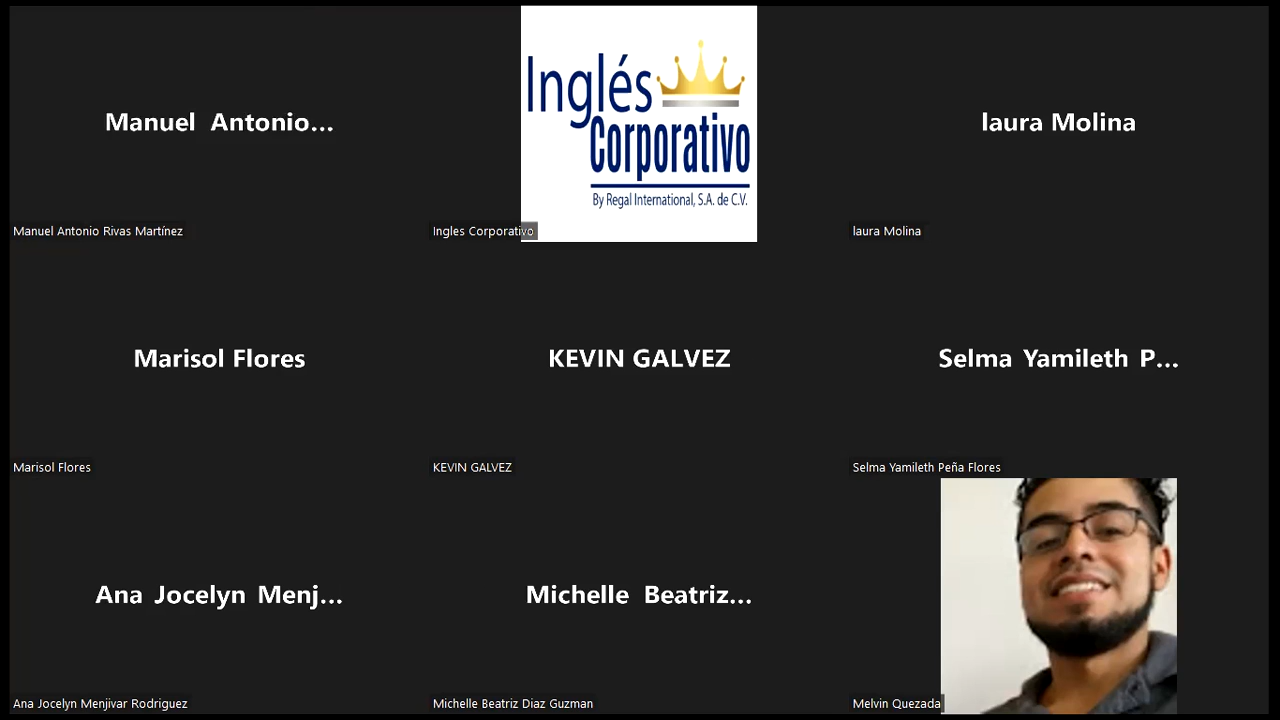 Manuel Antonio...
Inglés
Corporativo
By Regal International, S.A. de C.V.
laura Molina
Manuel Antonio Rivas Martínez
Ingles Corporativo
laura Molina
Marisol Flores
KEVIN GALVEZ
Selma Yamileth P...
Marisol Flores
KEVIN GALVEZ
Selma Yamileth Peña Flores
Ana Jocelyn Menj...
Michelle Beatriz...
Ana Jocelyn Menjivar Rodriguez
Michelle Beatriz Diaz Guzman
Melvin Quezada